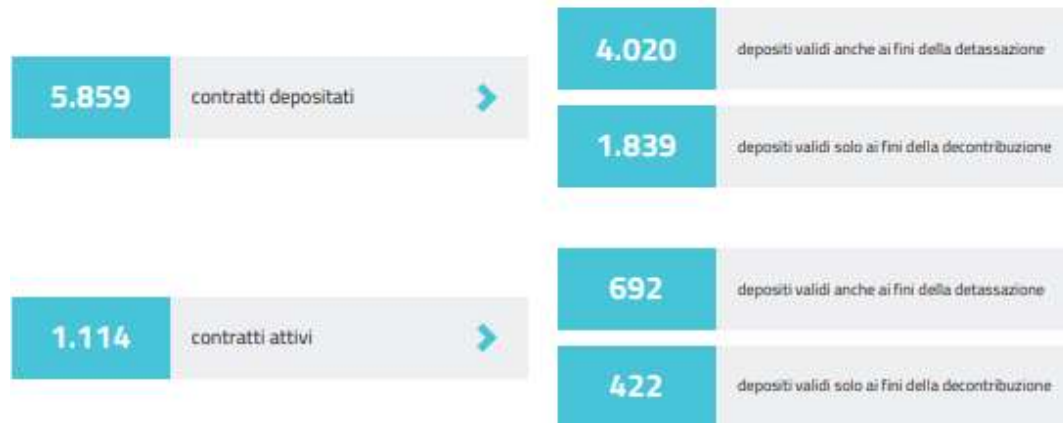 5.859 contratti depositati
4.020 depositi validi anche ai fini della detassazione
1.839 depositi validi solo ai fini della decontribuzione
1.114 contratti attivi
692 depositi validi anche ai fini della detassazione
422 depositi validi solo ai fini della decontribuzione